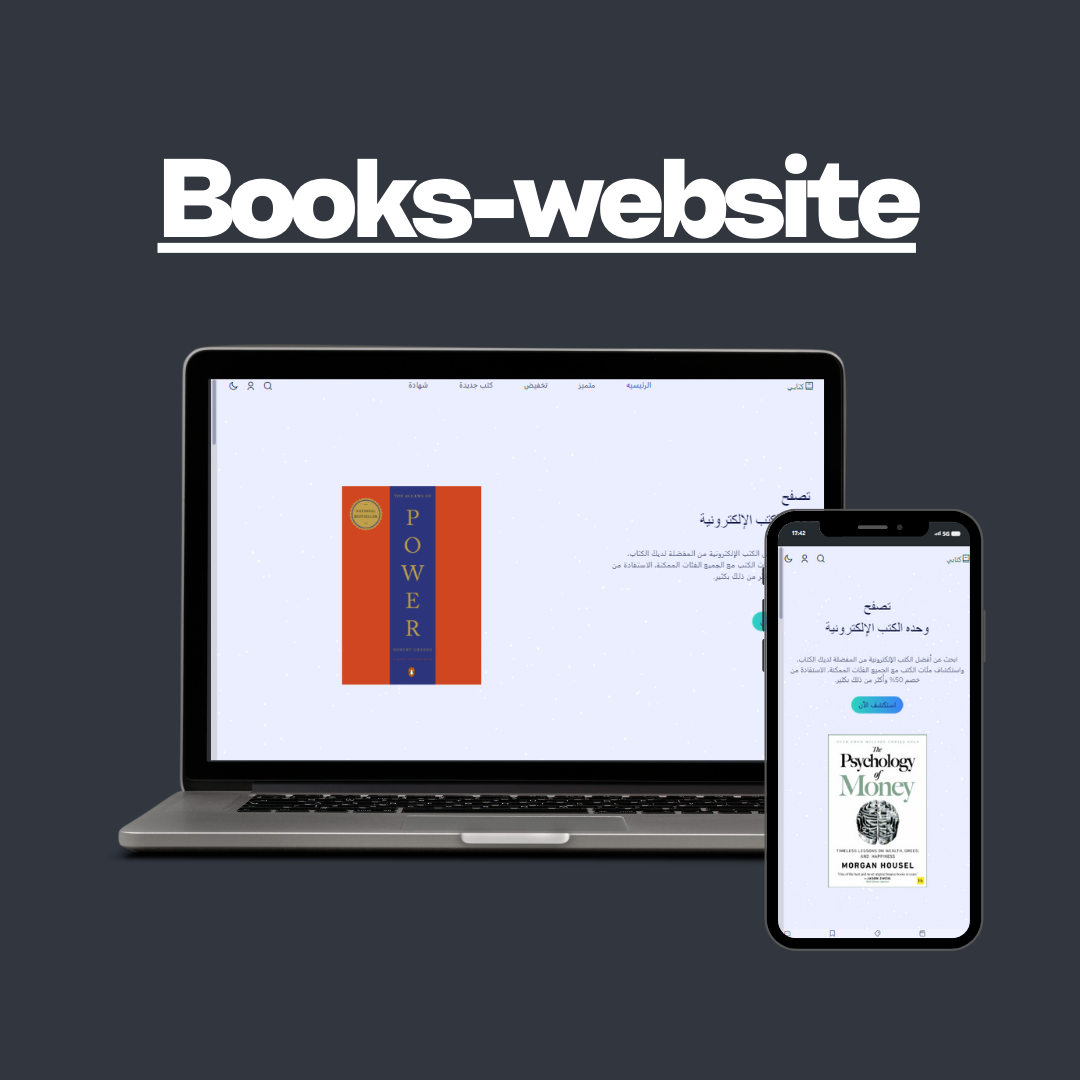 Books-website
كتابي
الرئيسيه
متميز
تخفيض
كتب جديدة
شهادة
تصفح
الكتب الإلكترونية
الكتب الإلكترونية من المفضلة لديك الكتاب.
الكتب مع الجميع الفئات الممكنة، الاستفادة من
من ذلك بكثير.
THE 48 LAWS OF
POWER
ROBERT GREENE
NATIONAL
BESTSELLER
17:42
5G
كتابي
تصفح
وحده الكتب الإلكترونية
ابحث عن أفضل الكتب الإلكترونية من المفضلة لديك الكتاب.
واستكشاف مئات الكتب مع الجميع الفئات الممكنة، الاستفادة من
خصم 50% وأكثر من ذلك بكثير.
استكشف الآن
The
Psychology
of
Money
TIMELESS LESSONS ON WEALTH, GREED,
AND HAPPINESS
MORGAN HOUSEL